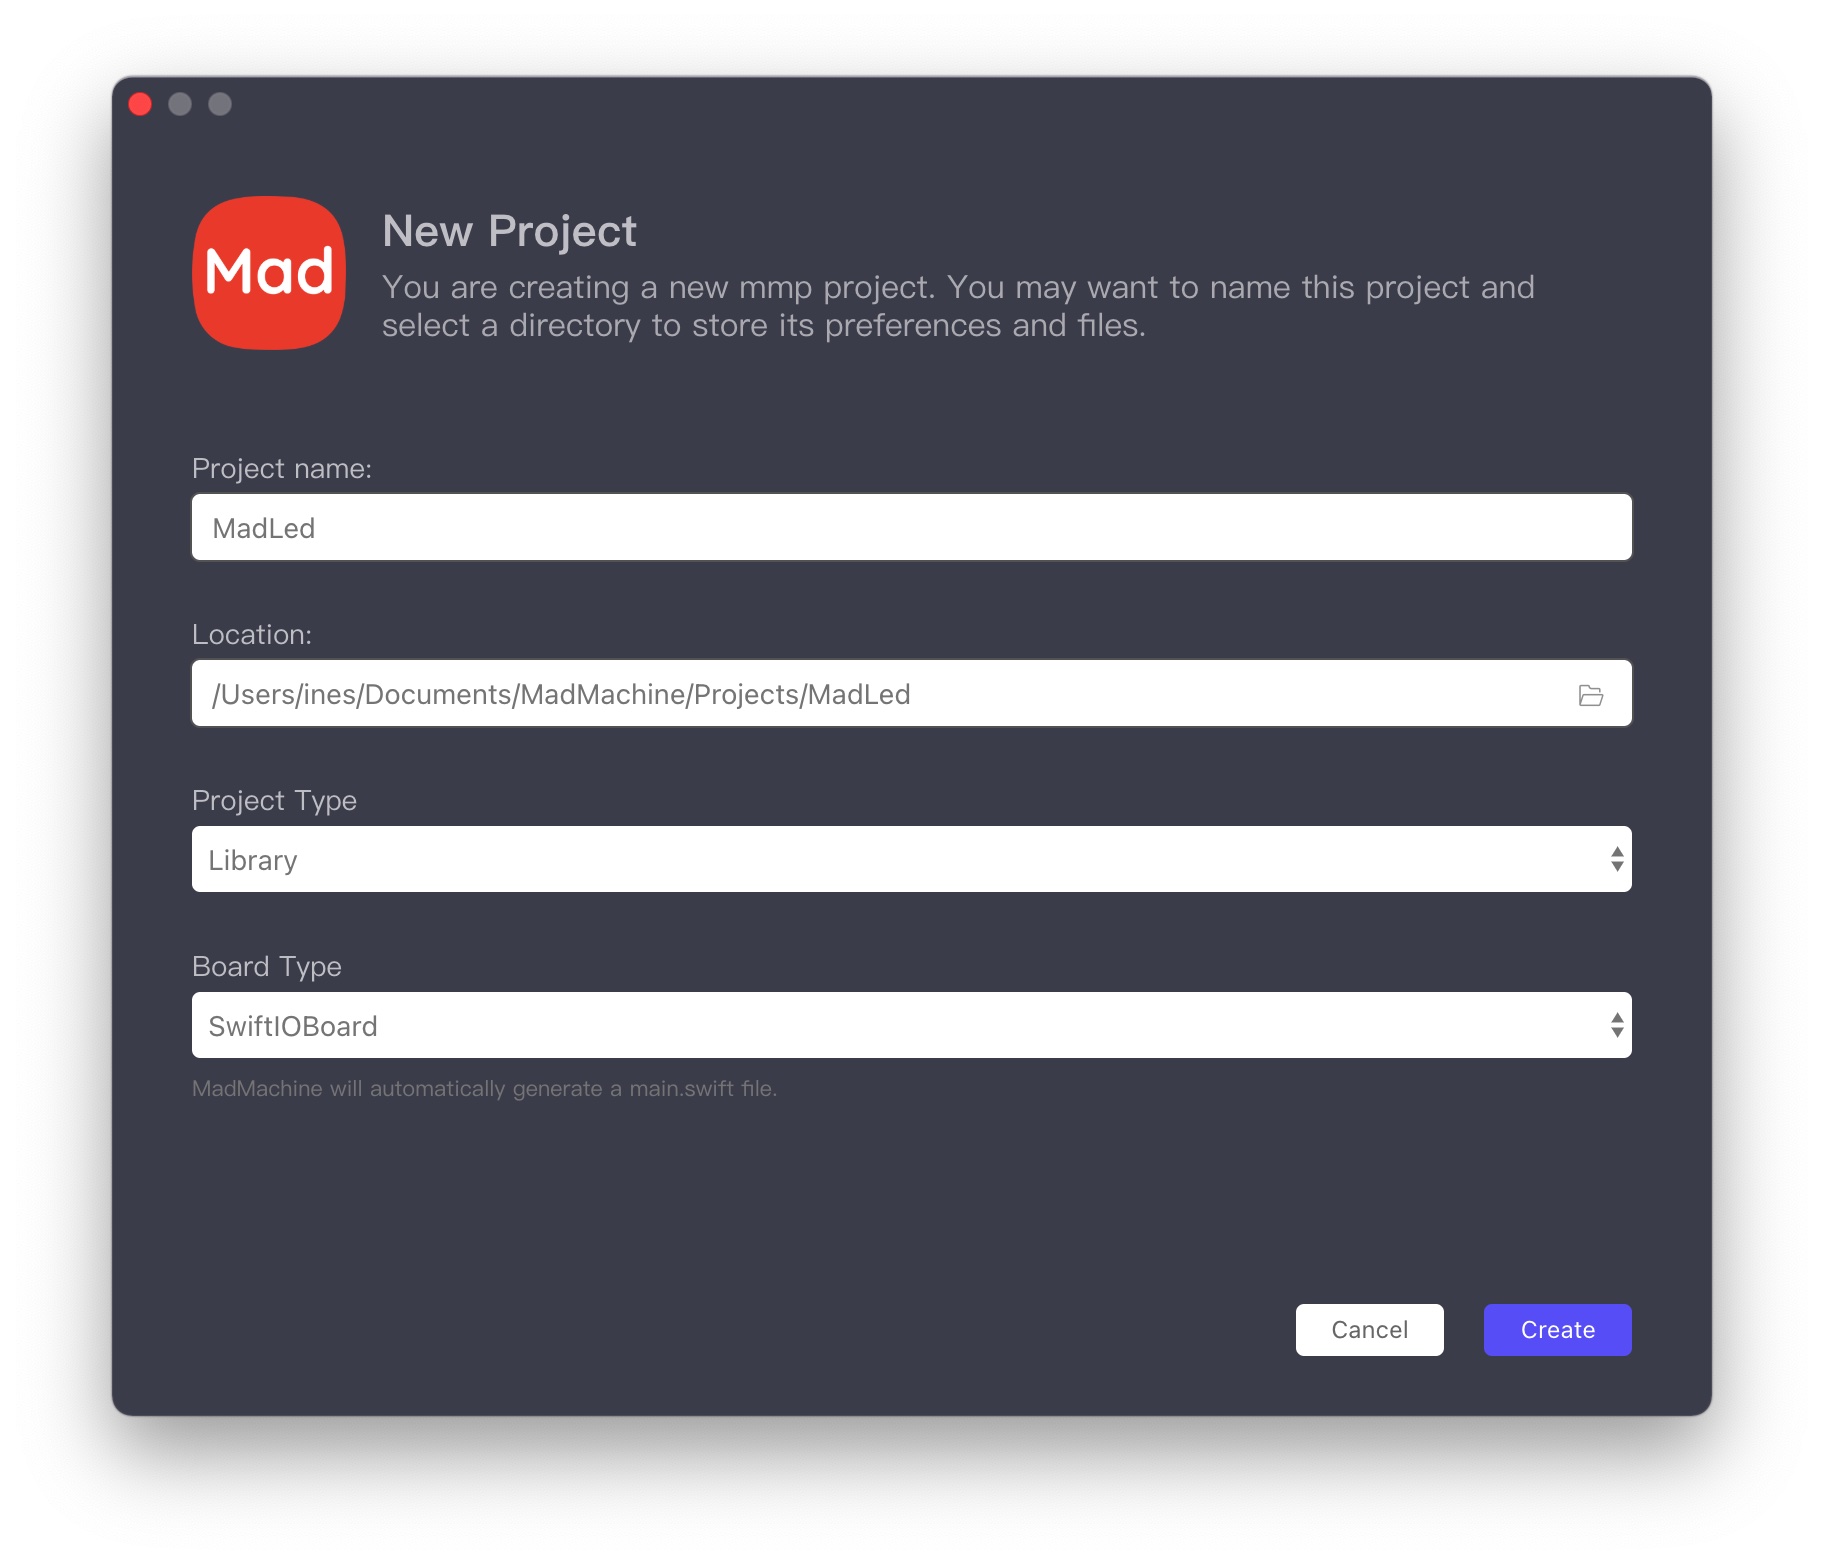 Mad
New Project
You are creating a new mmp project. You may want to name this project and
select a directory to store its preferences and files.
Project name:
MadLed
Location:
/Users/ines/Documents/MadMachine/Projects/MadLed
Project Type
Library
Board Type
SwiftIOBoard
MadMachine will automatically generate a main.swift file.
Cancel
Create